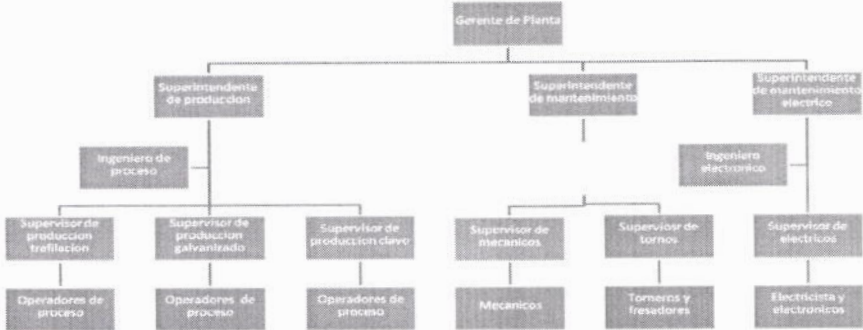 Gerente de Planta
Superintendente
de produccion
Superintendente
de mantenimiento
Superintendente
de mantenimiento
electrico
Ingeniero de
proceso
Ingeniero
electronico
Supervisor de
produccion
trefilacion
Supervisor de
produccion
galvanizado
Supervisor de
produccion clavo
Supervisor de
mecanicos
Superviosr de
tornos
Supervisor de
electricos
Operadores de
proceso
Operadores de
proceso
Operadores de
proceso
Mecanicos
Torneros y
fresadores
Electricista y
electronicos